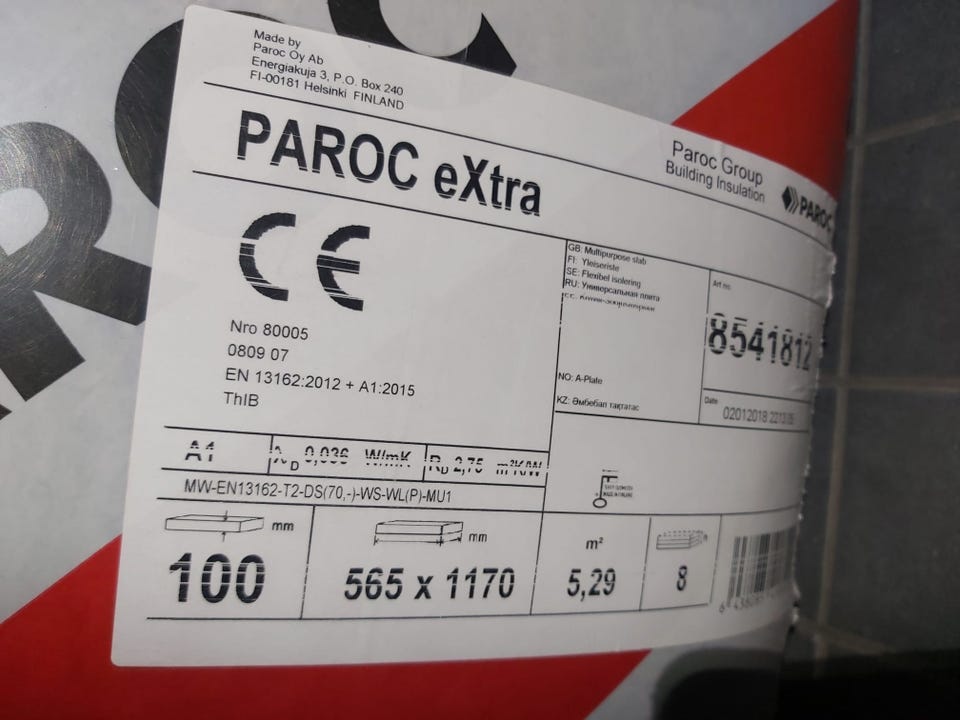 Made by
Paroc Oy Ab
Energiakuja 3, P.O. Box 240
FI-00181 Helsinki FINLAND
PAROC eXtra
Paroc Group
Building Insulation
PAROC
CE
Nro 80005
0809 07
EN 13162:2012 + A1:2015
ThIB
GB: Multipurpose slab
FI: Yleiseriste
SE: Flexibel isolering
RU: Универсальная плита
NO: A-Plate
KZ: Әмбебап тақтатас
Art no.
8541812
Date
02012018
A1
λD 0,036 W/mK
RD 2,75 m²K/W
MW-EN13162-T2-DS(70,-)-WS-WL(P)-MU1
mm
100
mm
565 x 1170
m²
5,29
8